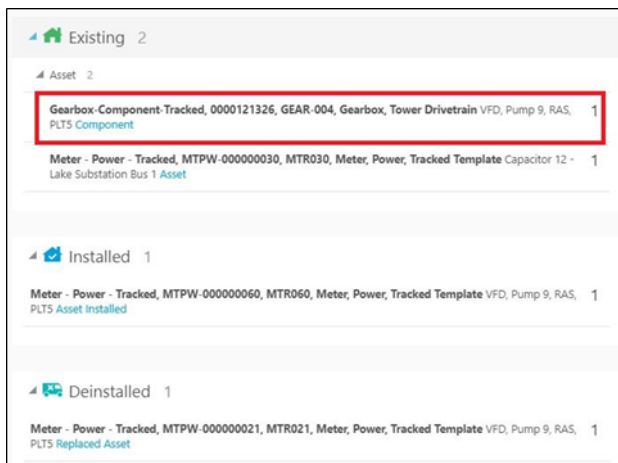 Existing 2
Asset 2
Gearbox-Component-Tracked, 0000121326, GEAR-004, Gearbox, Tower Drivetrain VFD, Pump 9, RAS, 1
PLT5 Component
Meter - Power - Tracked, MTPW-000000030, MTR030, Meter, Power, Tracked Template Capacitor 12 - 1
Lake Substation Bus 1 Asset
Installed 1
Meter - Power - Tracked, MTPW-000000060, MTR060, Meter, Power, Tracked Template VFD, Pump 9, RAS, 1
PLT5 Asset Installed
Deinstalled 1
Meter - Power - Tracked, MTPW-000000021, MTR021, Meter, Power, Tracked Template VFD, Pump 9, RAS, 1
PLT5 Replaced Asset